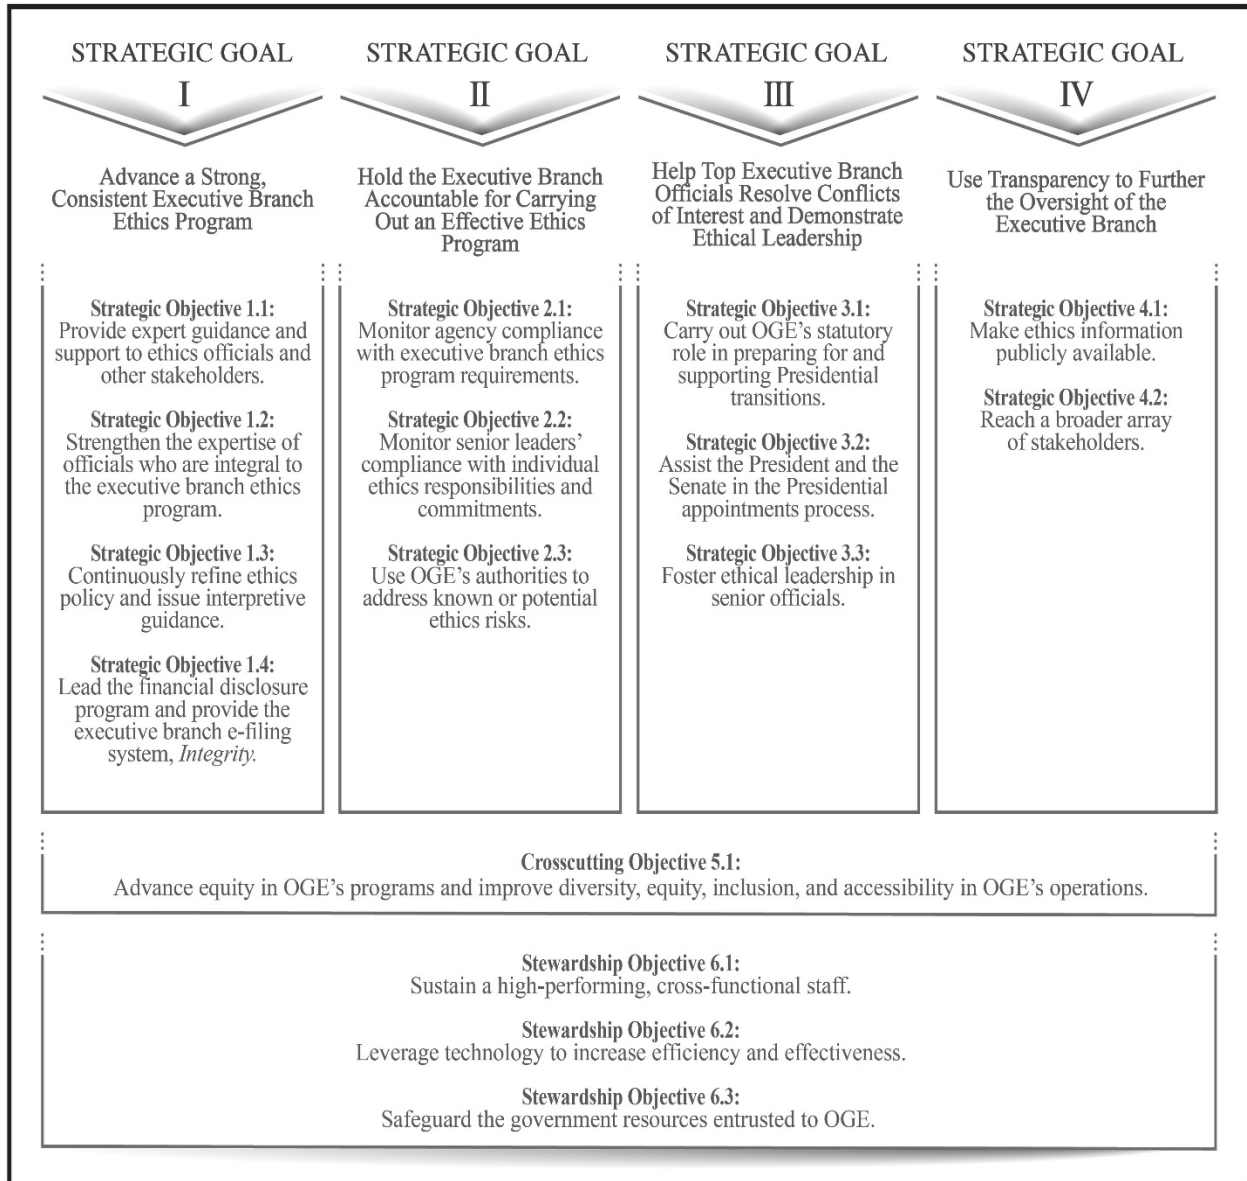 STRATEGIC GOAL
I
Advance a Strong,
Consistent Executive Branch
Ethics Program
Strategic Objective 1.1:
Provide expert guidance and
support to ethics officials and
other stakeholders.
Strategic Objective 1.2:
Strengthen the expertise of
officials who are integral to
the executive branch ethics
program.
Strategic Objective 1.3:
Continuously refine ethics
policy and issue interpretive
guidance.
Strategic Objective 1.4:
Lead the financial disclosure
program and provide the
executive branch e-filing
system, Integrity.
STRATEGIC GOAL
II
Hold the Executive Branch
Accountable for Carrying
Out an Effective Ethics
Program
Strategic Objective 2.1:
Monitor agency compliance
with executive branch ethics
program requirements.
Strategic Objective 2.2:
Monitor senior leaders’
compliance with individual
ethics responsibilities and
commitments.
Strategic Objective 2.3:
Use OGE’s authorities to
address known or potential
ethics risks.
STRATEGIC GOAL
III
Help Top Executive Branch
Officials Resolve Conflicts
of Interest and Demonstrate
Ethical Leadership
Strategic Objective 3.1:
Carry out OGE’s statutory
role in preparing for and
supporting Presidential
transitions.
Strategic Objective 3.2:
Assist the President and the
Senate in the Presidential
appointments process.
Strategic Objective 3.3:
Foster ethical leadership in
senior officials.
STRATEGIC GOAL
IV
Use Transparency to Further
the Oversight of the
Executive Branch
Strategic Objective 4.1:
Make ethics information
publicly available.
Strategic Objective 4.2:
Reach a broader array
of stakeholders.
Crosscutting Objective 5.1:
Advance equity in OGE’s programs and improve diversity, equity, inclusion, and accessibility in OGE’s operations.
Stewardship Objective 6.1:
Sustain a high-performing, cross-functional staff.
Stewardship Objective 6.2:
Leverage technology to increase efficiency and effectiveness.
Stewardship Objective 6.3:
Safeguard the government resources entrusted to OGE.